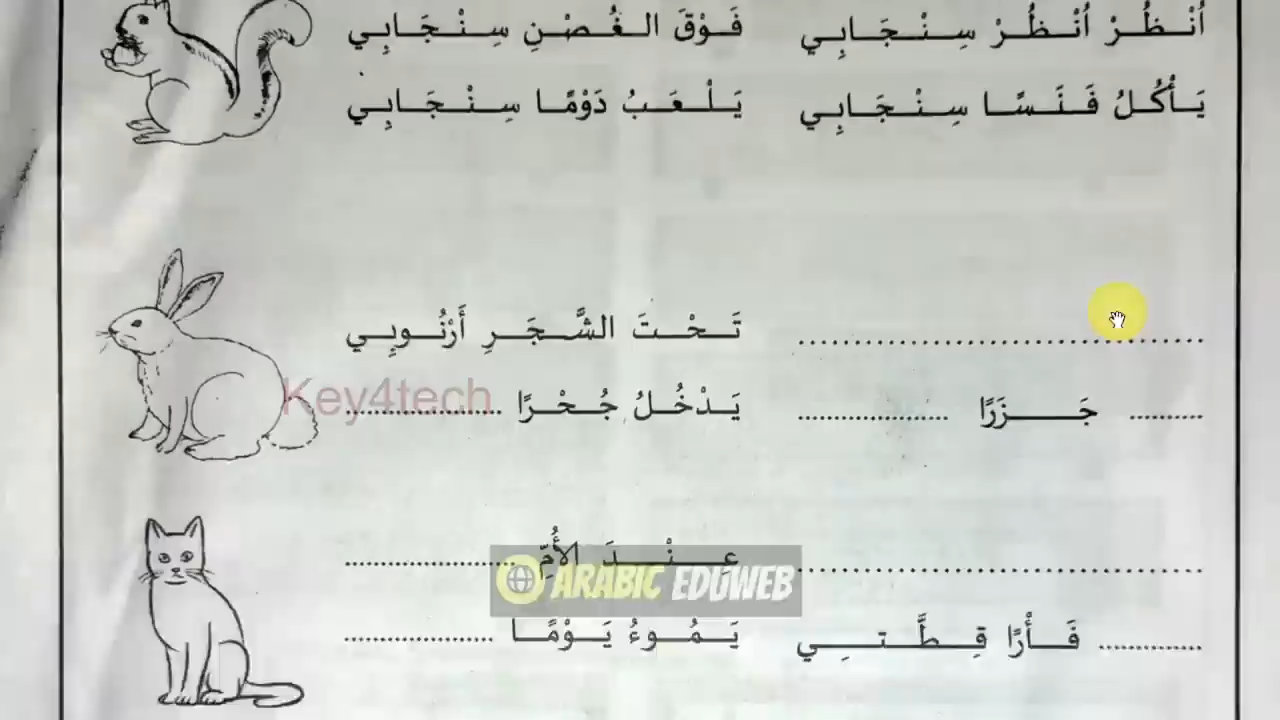 أُنْظُرْ أُنْظُرْ سِنْجَابِي فَوْقَ الْغُصْنِ سِنْجَابِي
يَأْكُلُ فَنَسًا سِنْجَابِي يَلْعَبُ دَوْمًا سِنْجَابِي
........................................ تَحْتَ الشَّجَرِ أَرْنُوبِي
.......... جَزَرًا .................... يَدْخُلُ جُحْرًا ....................
Key4tech
........................................ عِنْدَ الأُمِّ ....................
ARABIC EDUWEB
.............. فَأْرًا قِطَّتِي يَمُوءُ يَوْمًا ....................